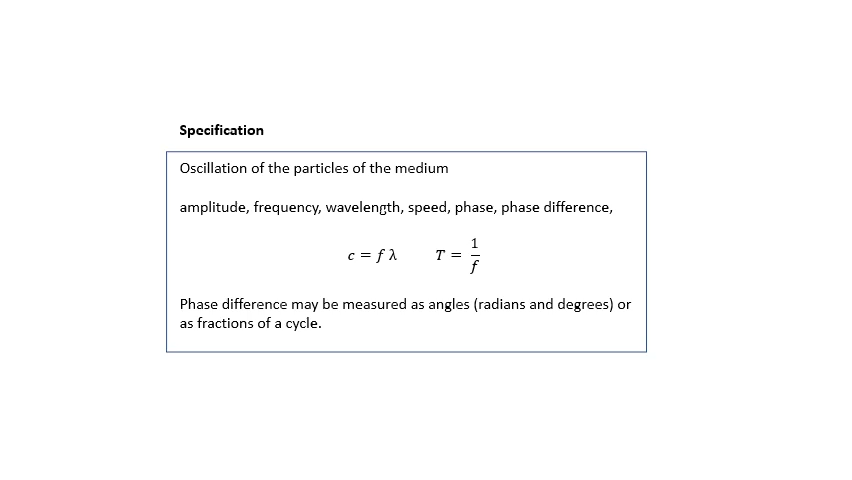 Specification
Oscillation of the particles of the medium
amplitude, frequency, wavelength, speed, phase, phase difference,
c = f λ T = 1/f
Phase difference may be measured as angles (radians and degrees) or
as fractions of a cycle.